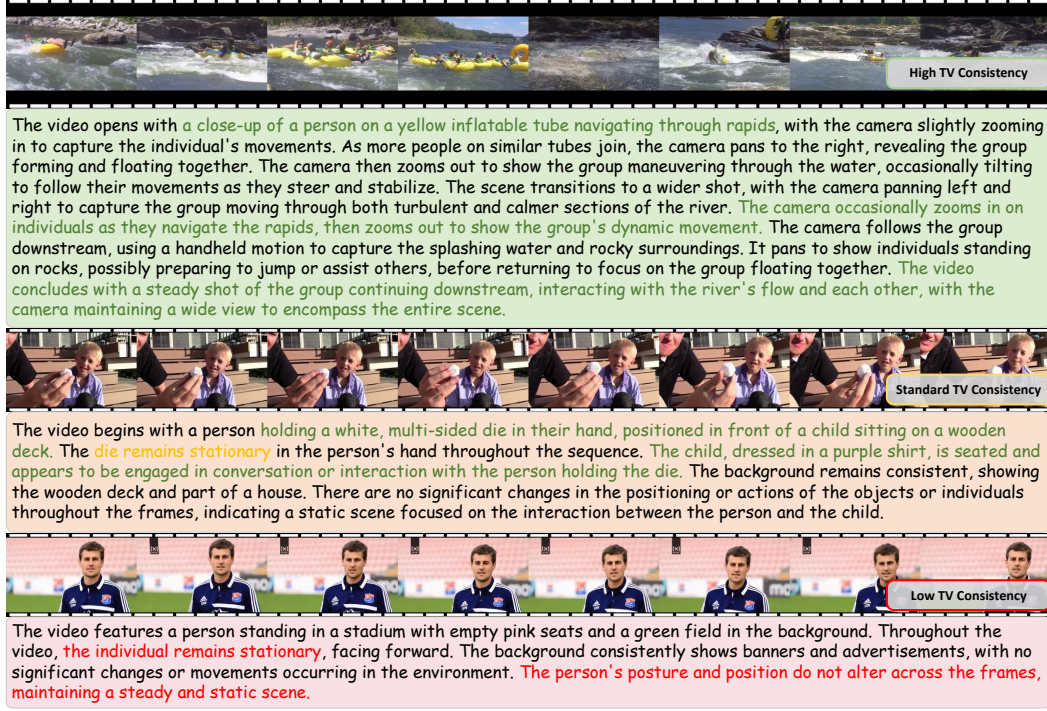 High TV Consistency
The video opens with a close-up of a person on a yellow inflatable tube navigating through rapids, with the camera slightly zooming
in to capture the individual's movements. As more people on similar tubes join, the camera pans to the right, revealing the group
forming and floating together. The camera then zooms out to show the group maneuvering through the water, occasionally tilting
to follow their movements as they steer and stabilize. The scene transitions to a wider shot, with the camera panning left and
right to capture the group moving through both turbulent and calmer sections of the river. The camera occasionally zooms in on
individuals as they navigate the rapids, then zooms out to show the group's dynamic movement. The camera follows the group
downstream, using a handheld motion to capture the splashing water and rocky surroundings. It pans to show individuals standing
on rocks, possibly preparing to jump or assist others, before returning to focus on the group floating together. The video
concludes with a steady shot of the group continuing downstream, interacting with the river's flow and each other, with the
camera maintaining a wide view to encompass the entire scene.
Standard TV Consistency
The video begins with a person holding a white, multi-sided die in their hand, positioned in front of a child sitting on a wooden
deck. The die remains stationary in the person's hand throughout the sequence. The child, dressed in a purple shirt, is seated and
appears to be engaged in conversation or interaction with the person holding the die. The background remains consistent, showing
the wooden deck and part of a house. There are no significant changes in the positioning or actions of the objects or individuals
throughout the frames, indicating a static scene focused on the interaction between the person and the child.
Low TV Consistency
The video features a person standing in a stadium with empty pink seats and a green field in the background. Throughout the
video, the individual remains stationary, facing forward. The background consistently shows banners and advertisements, with no
significant changes or movements occurring in the environment. The person's posture and position do not alter across the frames,
maintaining a steady and static scene.